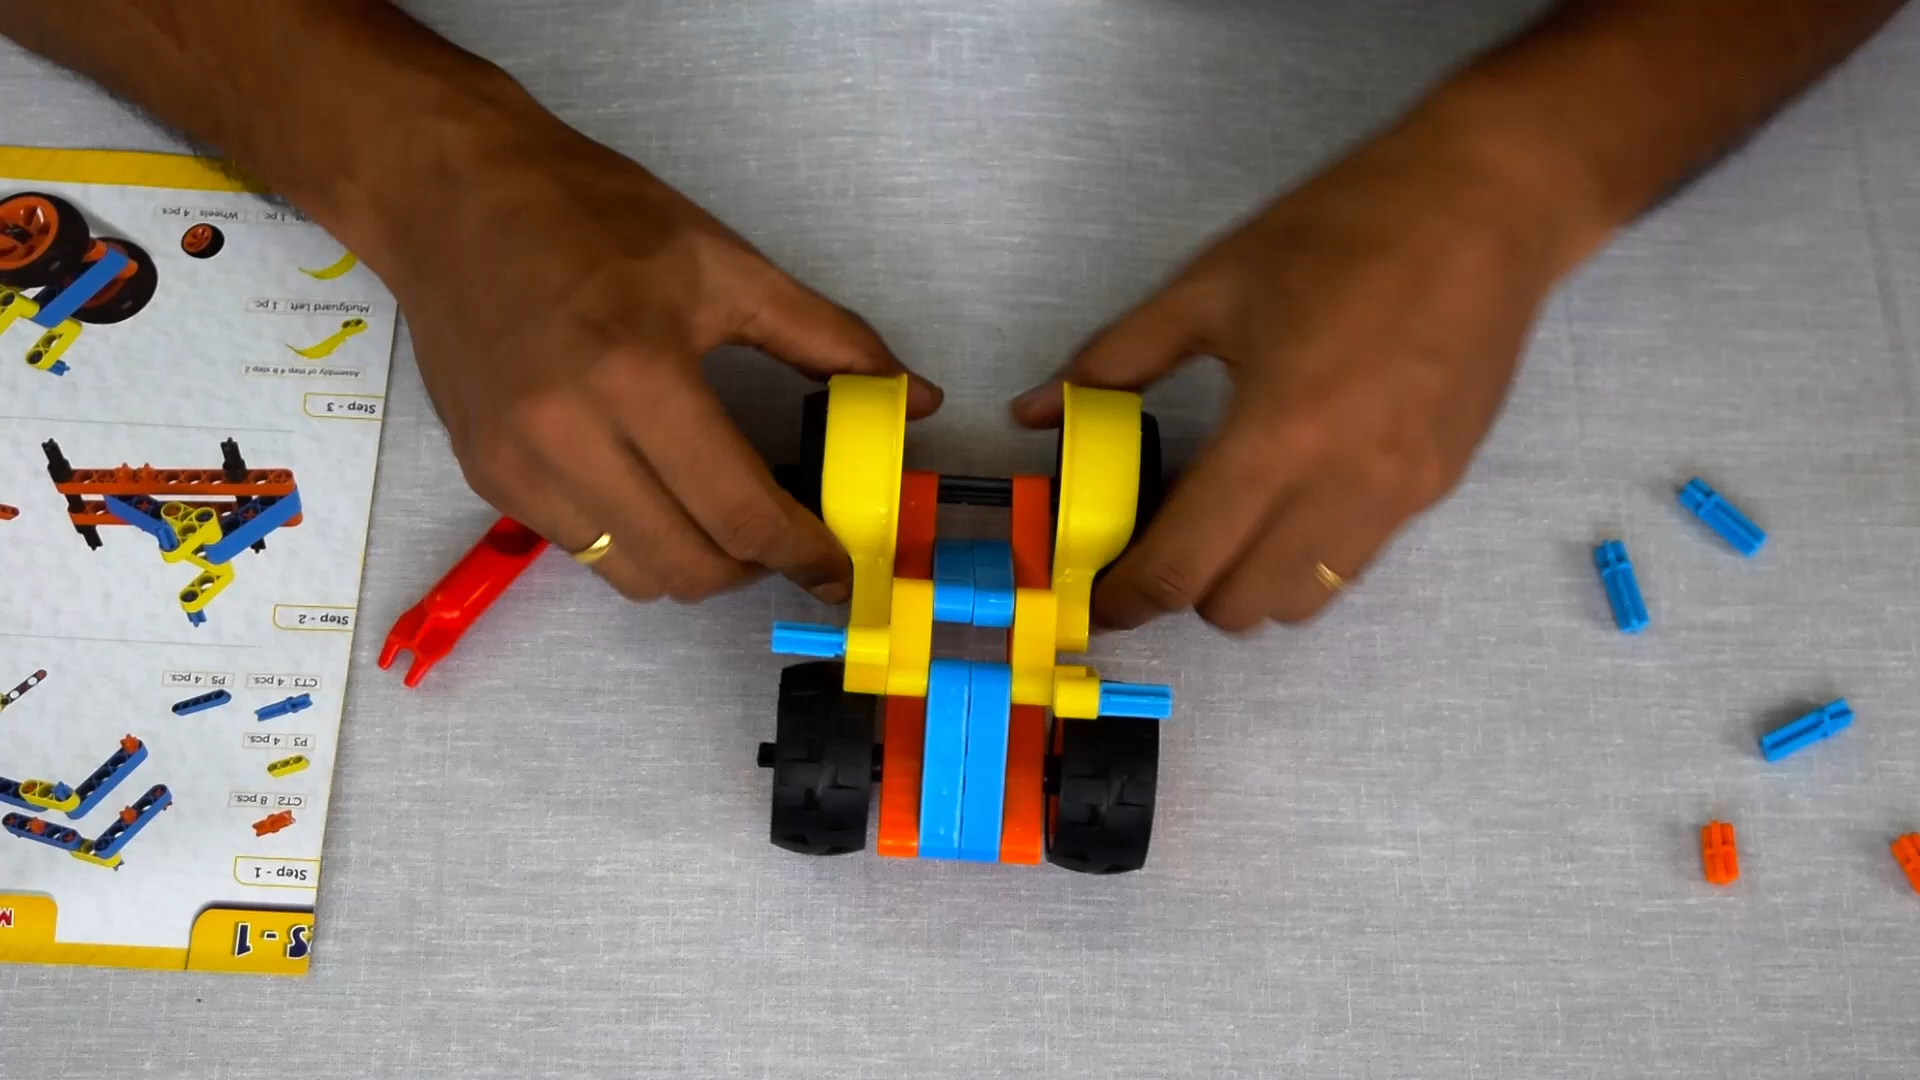 S - 1
M
Step - 1
CT2 8 pcs.
P3 4 pcs.
CT3 4 pcs.
P5 4 pcs.
Step - 2
Step - 3
Assembly of step 1 & step 2
Mudguard Left 1 pc.
1 pc
Wheels 4 pcs